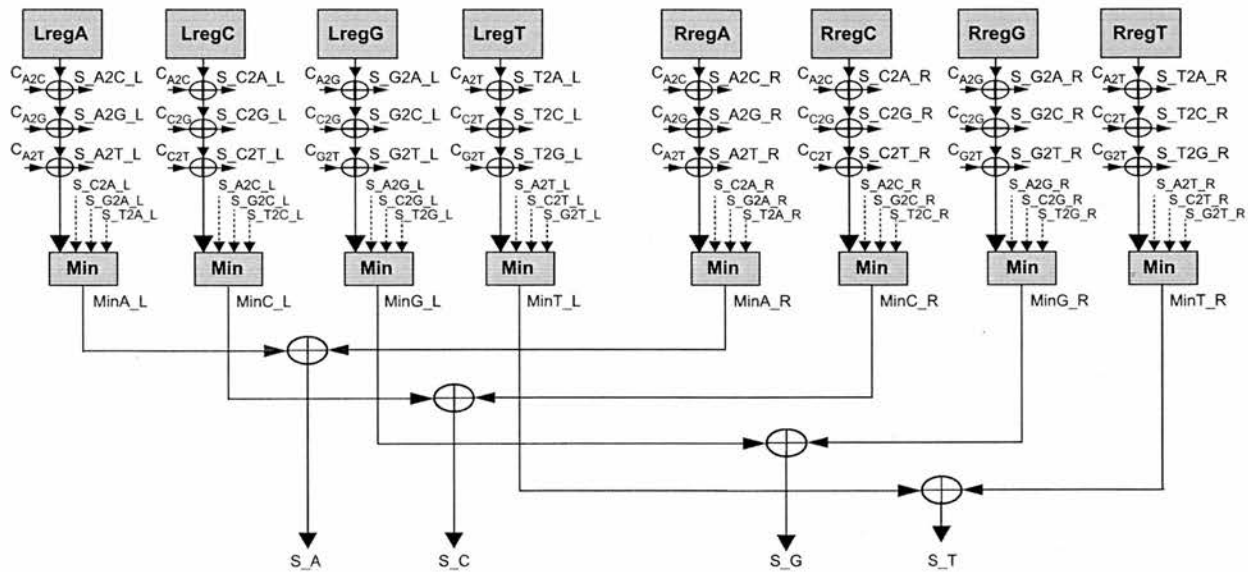 LregA LregC LregG LregT RregA RregC RregG RregT
CA2C S_A2C_L CA2C S_C2A_L CA2G S_G2A_L CA2T S_T2A_L CA2C S_A2C_R CA2C S_C2A_R CA2G S_G2A_R CA2T S_T2A_R
CA2G S_A2G_L CC2G S_C2G_L CC2G S_G2C_L CC2T S_T2C_L CA2G S_A2G_R CC2G S_C2G_R CC2G S_G2C_R CC2T S_T2C_R
CA2T S_A2T_L CC2T S_C2T_L CG2T S_G2T_L CG2T S_T2G_L CA2T S_A2T_R CC2T S_C2T_R CG2T S_G2T_R CG2T S_T2G_R
S_C2A_L S_A2C_L S_A2G_L S_A2T_L S_C2A_R S_A2C_R S_A2G_R S_A2T_R
S_G2A_L S_G2C_L S_C2G_L S_C2T_L S_G2A_R S_G2C_R S_C2G_R S_C2T_R
S_T2A_L S_T2C_L S_T2G_L S_G2T_L S_T2A_R S_T2C_R S_T2G_R S_G2T_R
Min Min Min Min Min Min Min Min
MinA_L MinC_L MinG_L MinT_L MinA_R MinC_R MinG_R MinT_R
S_A S_C S_G S_T